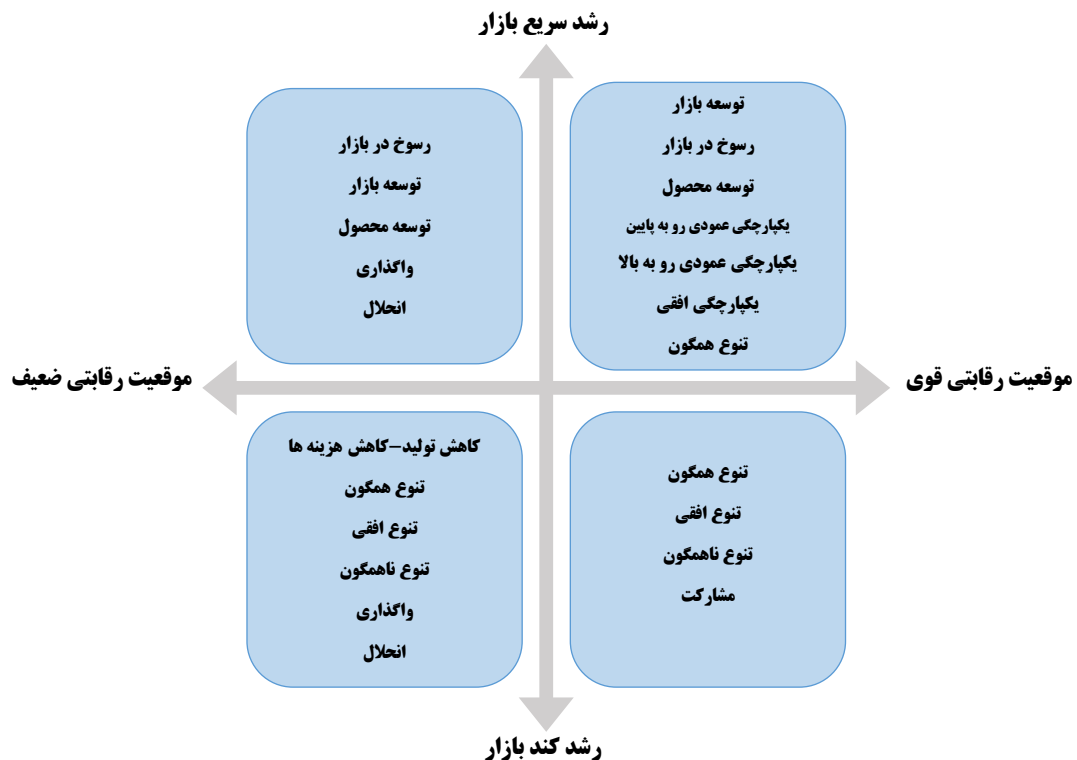 رشد سریع بازار
توسعه بازار
رسوخ در بازار
توسعه محصول
یکپارچگی عمودی رو به پایین
یکپارچگی عمودی رو به بالا
یکپارچگی افقی
تنوع همگون
رسوخ در بازار
توسعه بازار
توسعه محصول
واگذاری
انحلال
موقعیت رقابتی قوی
موقعیت رقابتی ضعیف
تنوع همگون
تنوع افقی
تنوع ناهمگون
مشارکت
کاهش تولید–کاهش هزینه ها
تنوع همگون
تنوع افقی
تنوع ناهمگون
واگذاری
انحلال
رشد کند بازار